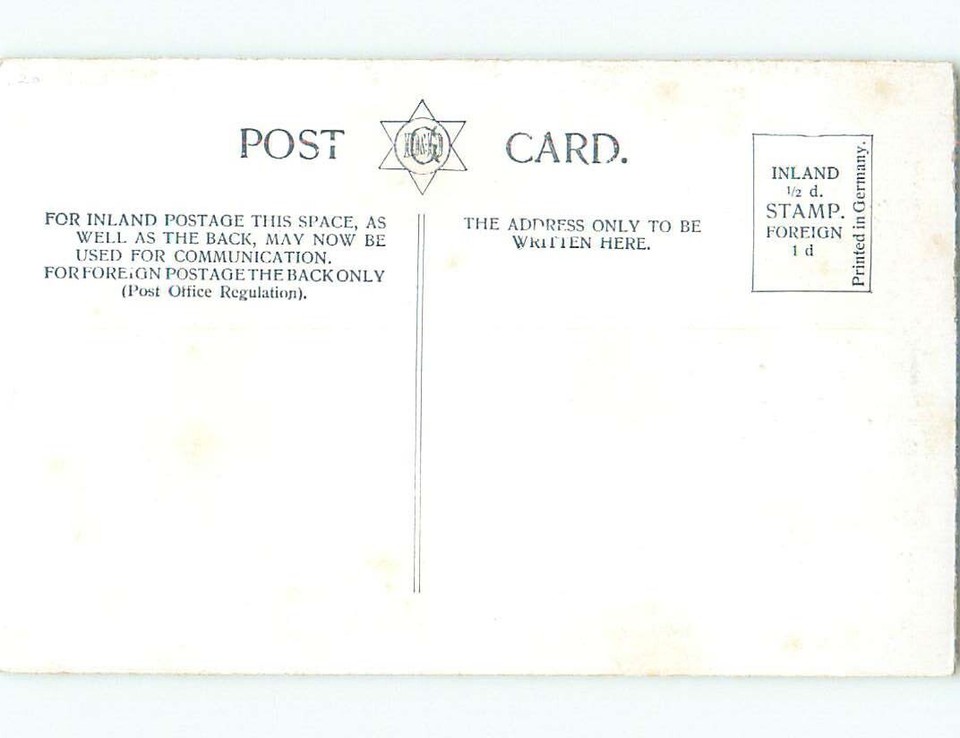 POST CARD.
FOR INLAND POSTAGE THIS SPACE, AS
WELL AS THE BACK, MAY NOW BE
USED FOR COMMUNICATION.
FOR FOREIGN POSTAGE THE BACK ONLY
(Post Office Regulation).
THE ADDRESS ONLY TO BE
WRITTEN HERE.
INLAND
1/2 d.
STAMP.
FOREIGN
1 d
Printed in Germany.